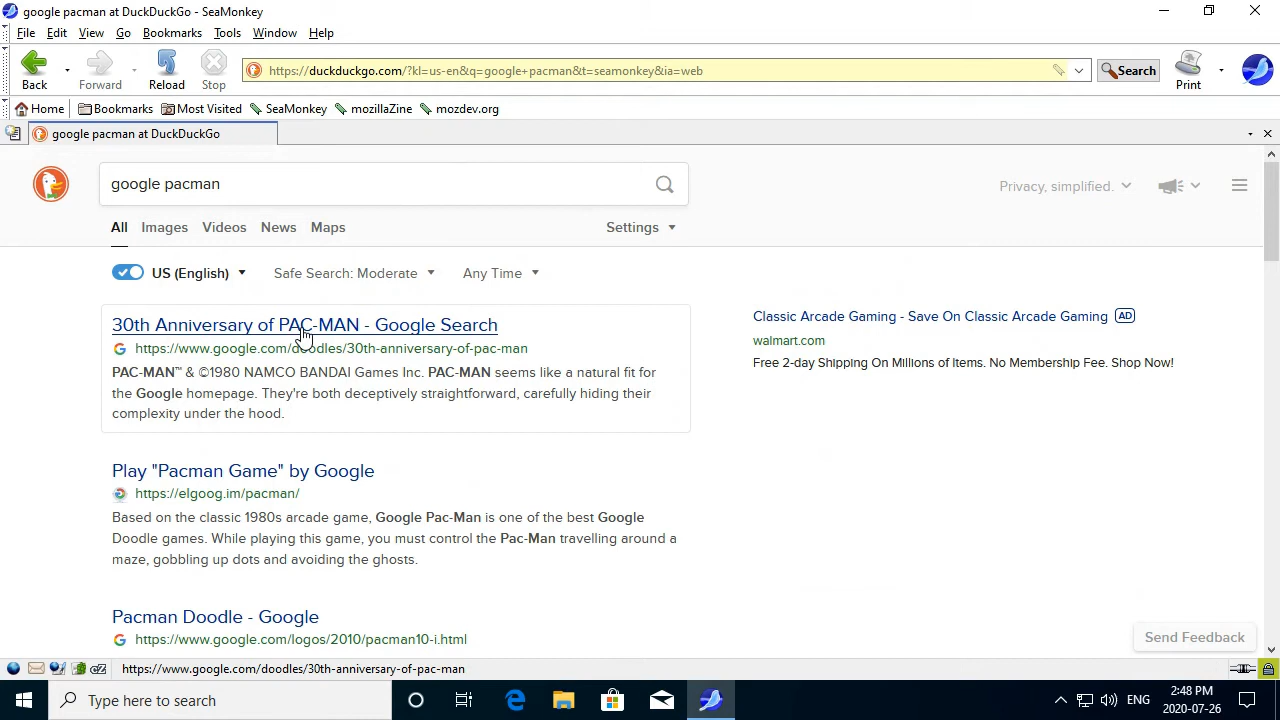 google pacman at DuckDuckGo - SeaMonkey
File Edit View Go Bookmarks Tools Window Help
Back Forward Reload Stop https://duckduckgo.com/?kl=us-en&q=google+pacman&t=seamonkey&ia=web Search Print
Home Bookmarks Most Visited SeaMonkey mozillaZine mozdev.org
google pacman at DuckDuckGo
google pacman
Privacy, simplified.
All Images Videos News Maps Settings
US (English) Safe Search: Moderate Any Time
30th Anniversary of PAC-MAN - Google Search
https://www.google.com/doodles/30th-anniversary-of-pac-man
PAC-MAN™ & ©1980 NAMCO BANDAI Games Inc. PAC-MAN seems like a natural fit for
the Google homepage. They're both deceptively straightforward, carefully hiding their
complexity under the hood.
Classic Arcade Gaming - Save On Classic Arcade Gaming AD
walmart.com
Free 2-day Shipping On Millions of Items. No Membership Fee. Shop Now!
Play "Pacman Game" by Google
https://elgoog.im/pacman/
Based on the classic 1980s arcade game, Google Pac-Man is one of the best Google
Doodle games. While playing this game, you must control the Pac-Man travelling around a
maze, gobbling up dots and avoiding the ghosts.
Pacman Doodle - Google
https://www.google.com/logos/2010/pacman10-i.html
Send Feedback
https://www.google.com/doodles/30th-anniversary-of-pac-man
Type here to search
ENG
2:48 PM
2020-07-26